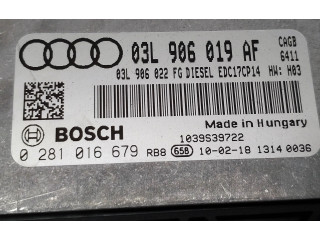 03L 906 019 AF
CAGB
6411
03L 906 022 FG DIESEL EDC17CP14 HW: H03
BOSCH
Made in Hungary
1039S39722
0 281 016 679 RB8 65B 10-02-18 1314 0036